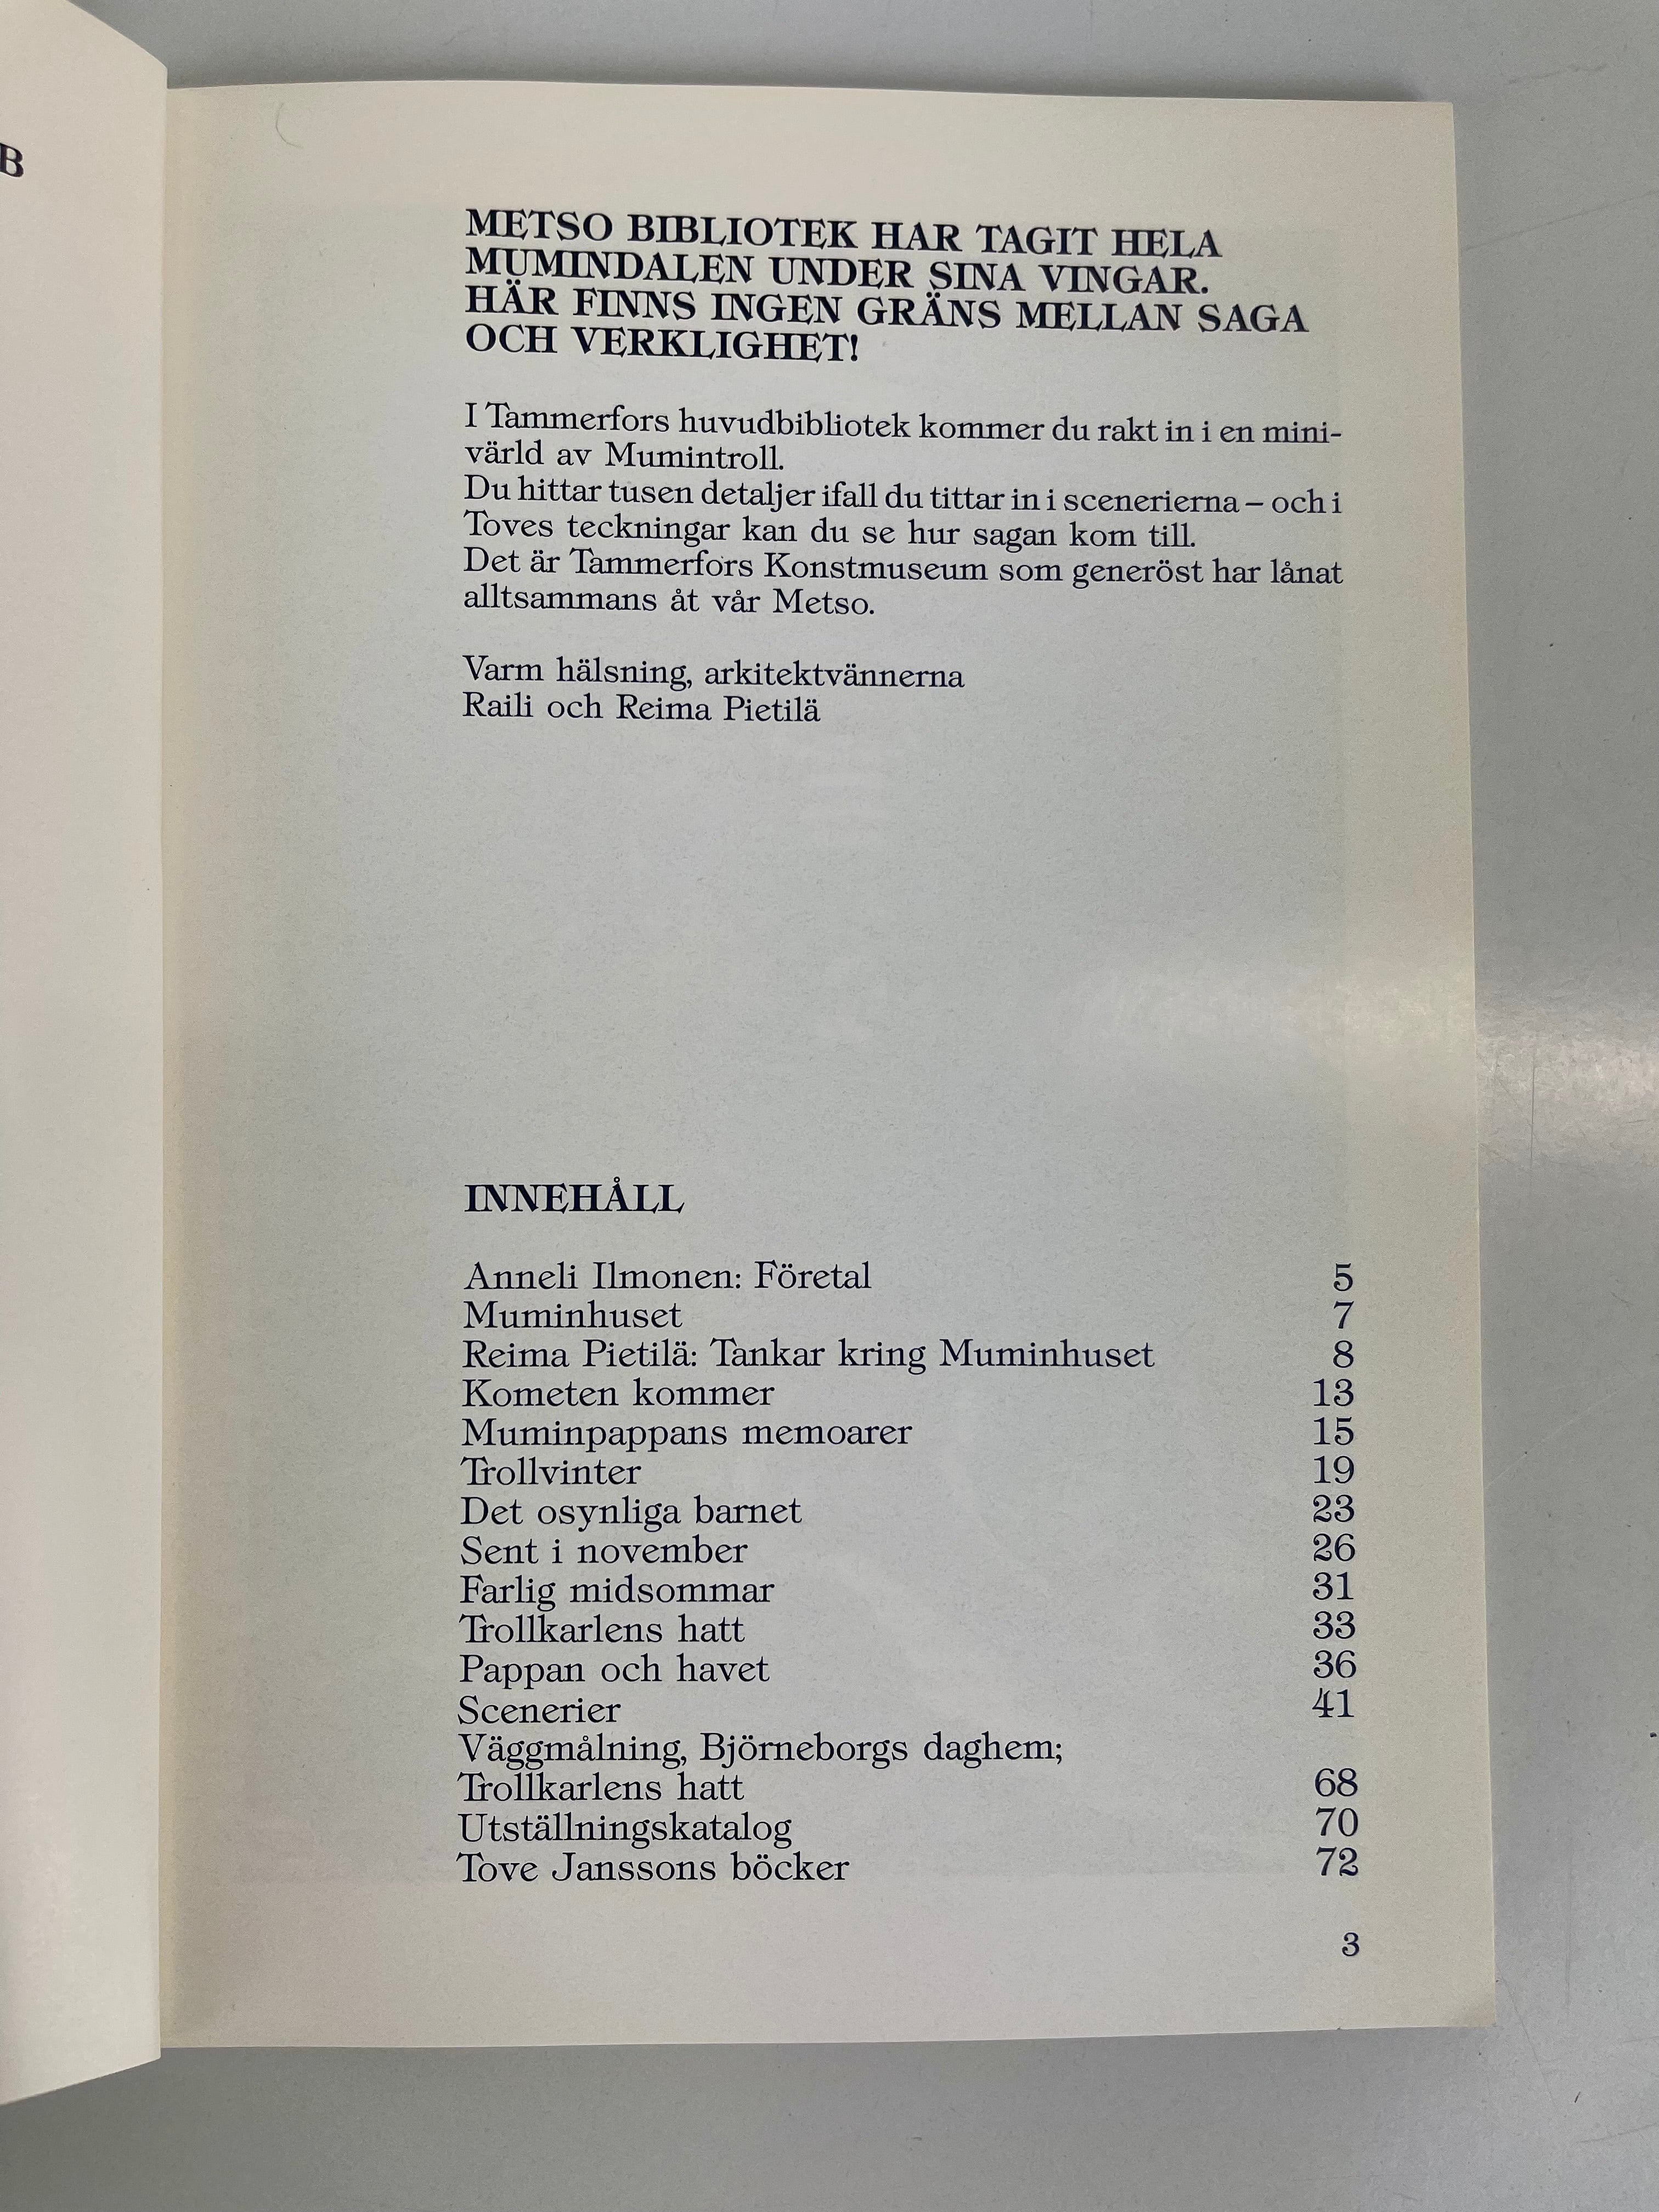 B
METSO BIBLIOTEK HAR TAGIT HELA
MUMINDALEN UNDER SINA VINGAR.
HÄR FINNS INGEN GRÄNS MELLAN SAGA
OCH VERKLIGHET!
I Tammerfors huvudbibliotek kommer du rakt in i en mini-
värld av Mumintroll.
Du hittar tusen detaljer ifall du tittar in i scenerierna – och i
Toves teckningar kan du se hur sagan kom till.
Det är Tammerfors Konstmuseum som generöst har lånat
alltsammans åt vår Metso.
Varm hälsning, arkitektvännerna
Raili och Reima Pietilä
INNEHÅLL
Anneli Ilmonen: Företal 5
Muminhuset 7
Reima Pietilä: Tankar kring Muminhuset 8
Kometen kommer 13
Muminpappans memoarer 15
Trollvinter 19
Det osynliga barnet 23
Sent i november 26
Farlig midsommar 31
Trollkarlens hatt 33
Pappan och havet 36
Scenerier 41
Väggmålning, Björneborgs daghem;
Trollkarlens hatt 68
Utställningskatalog 70
Tove Janssons böcker 72
3